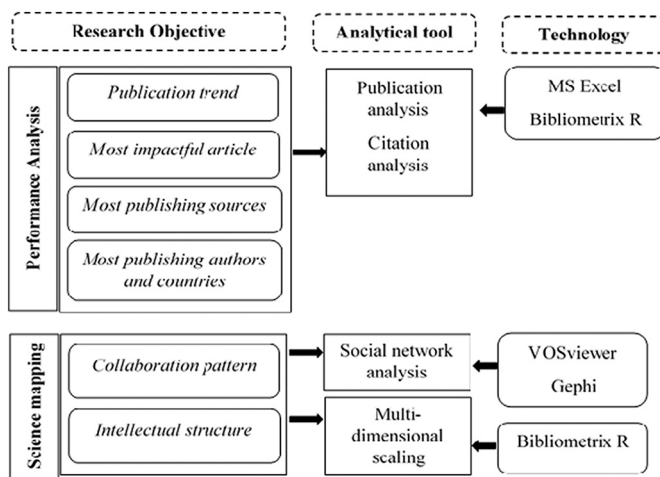 Research Objective
Analytical tool
Technology
Performance Analysis
Publication trend
Most impactful article
Most publishing sources
Most publishing authors
and countries
Publication
analysis
Citation
analysis
MS Excel
Bibliometrix R
Science mapping
Collaboration pattern
Intellectual structure
Social network
analysis
Multi-
dimensional
scaling
VOSviewer
Gephi
Bibliometrix R